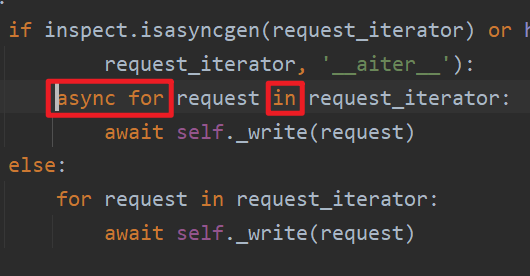 if inspect.isasyncgen(request_iterator) or
request_iterator, '__aiter__'):
async for request in request_iterator:
await self._write(request)
else:
for request in request_iterator:
await self._write(request)